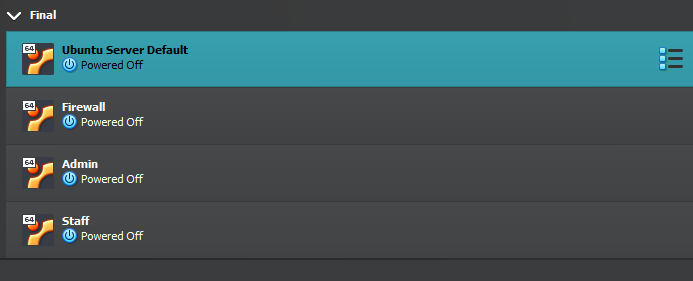 Final
64
Ubuntu Server Default
Powered Off
64
Firewall
Powered Off
64
Admin
Powered Off
64
Staff
Powered Off